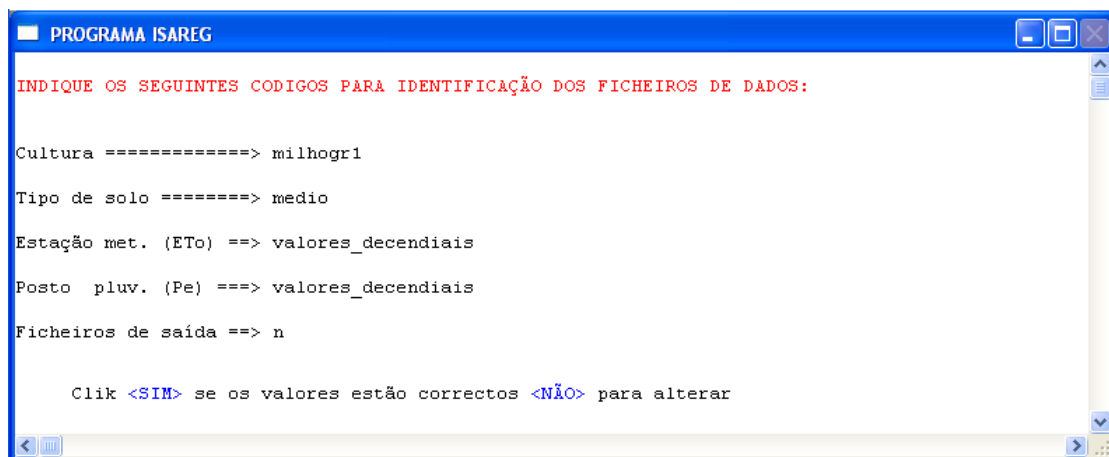 PROGRAMA ISAREG
INDIQUE OS SEGUINTES CODIGOS PARA IDENTIFICAÇÃO DOS FICHEIROS DE DADOS:
Cultura =============> milhogr1
Tipo de solo ========> medio
Estação met. (ETo) ==> valores_decendiais
Posto  pluv. (Pe) ===> valores_decendiais
Ficheiros de saída ==> n
Clik <SIM> se os valores estão correctos <NÃO> para alterar